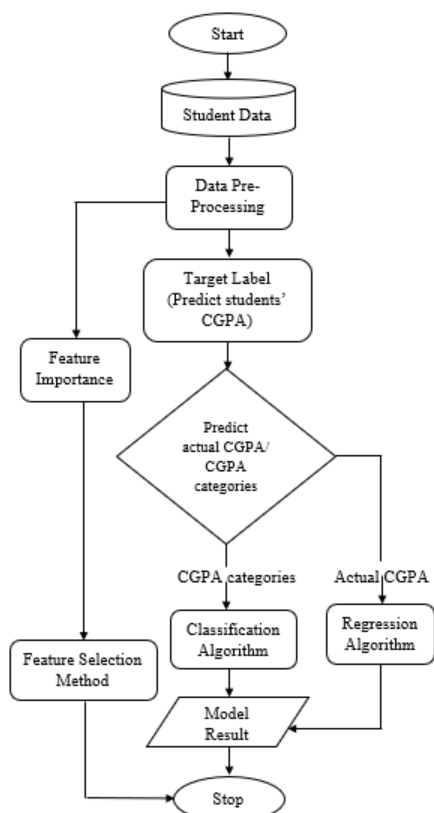 Start
Student Data
Data Pre-
Processing
Target Label
(Predict students'
CGPA)
Feature
Importance
Predict
actual CGPA/
CGPA
categories
CGPA categories
Actual CGPA
Classification
Algorithm
Regression
Algorithm
Feature Selection
Method
Model
Result
Stop